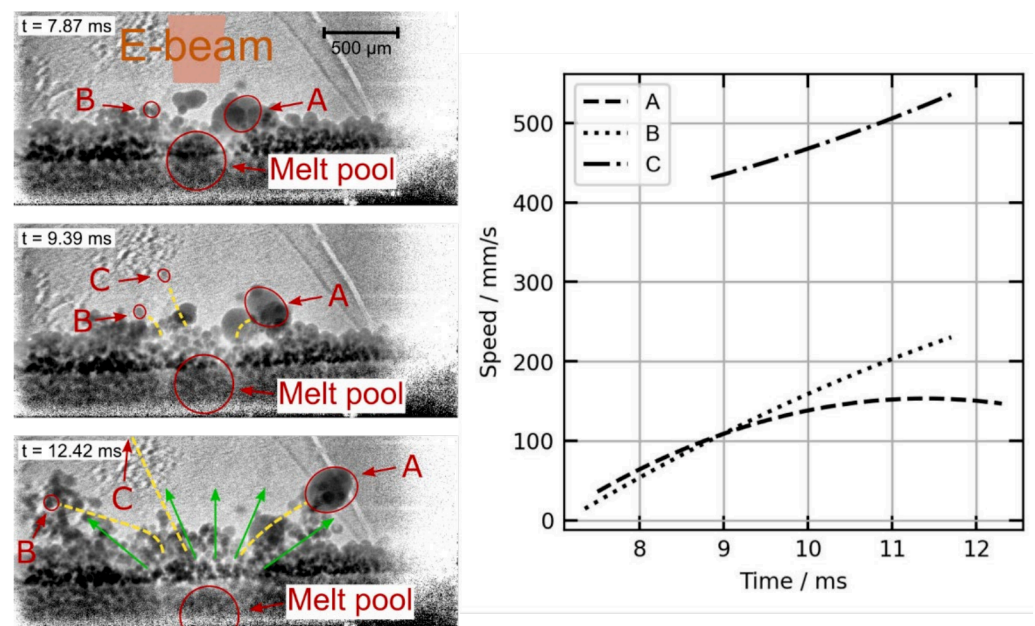 t = 7.87 ms
E-beam
500 μm
B
A
Melt pool
t = 9.39 ms
C
B
A
Melt pool
t = 12.42 ms
A
C
B
Melt pool
A
B
C
500
400
300
200
100
0
Speed / mm/s
8 9 10 11 12
Time / ms